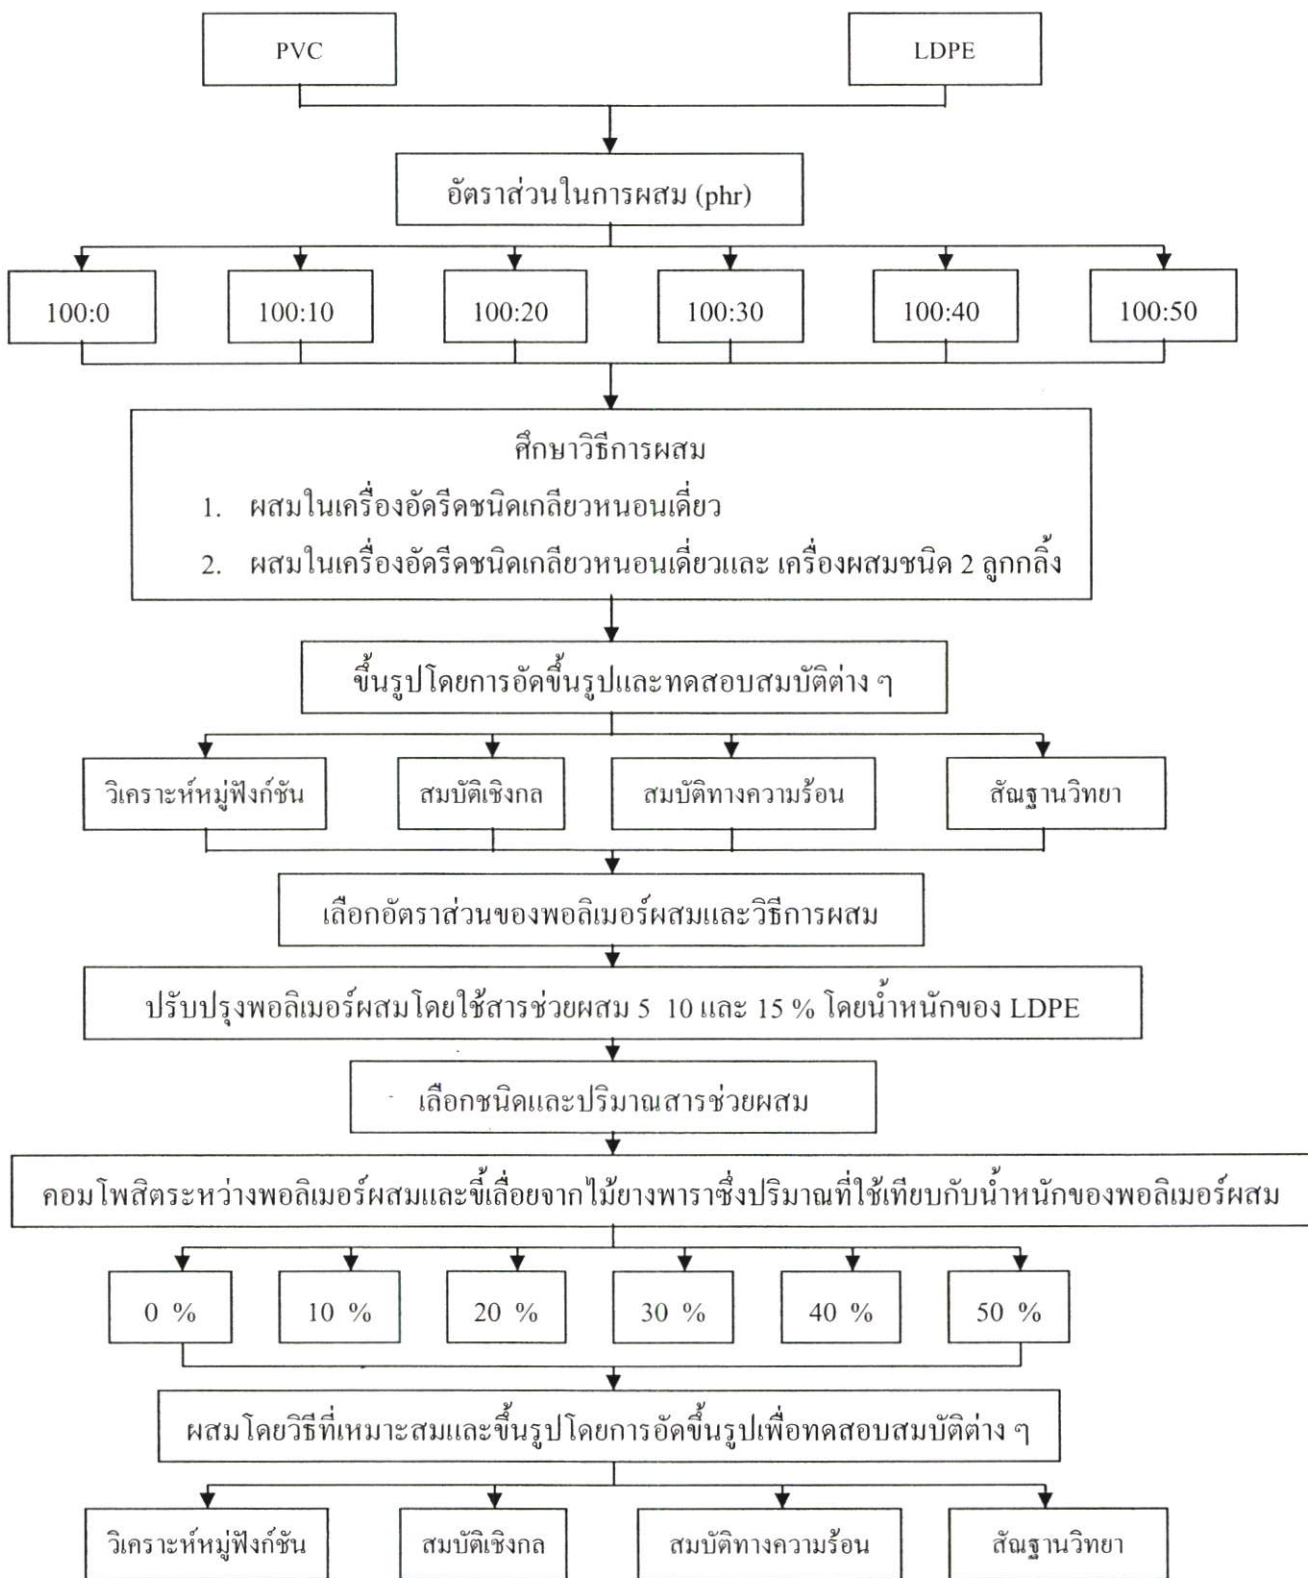 PVC
LDPE
อัตราส่วนในการผสม (phr)
100:0
100:10
100:20
100:30
100:40
100:50
ศึกษาวิธีการผสม
1. ผสมในเครื่องอัดรีดชนิดเกลียวหนอนเดี่ยว
2. ผสมในเครื่องอัดรีดชนิดเกลียวหนอนเดี่ยวและ เครื่องผสมชนิด 2 ลูกกลิ้ง
ขึ้นรูปโดยการอัดขึ้นรูปและทดสอบสมบัติต่าง ๆ
วิเคราะห์หมู่ฟังก์ชัน
สมบัติเชิงกล
สมบัติทางความร้อน
สัณฐานวิทยา
เลือกอัตราส่วนของพอลิเมอร์ผสมและวิธีการผสม
ปรับปรุงพอลิเมอร์ผสมโดยใช้สารช่วยผสม 5 10 และ 15 % โดยน้ำหนักของ LDPE
เลือกชนิดและปริมาณสารช่วยผสม
คอมโพสิตระหว่างพอลิเมอร์ผสมและขี้เลื่อยจากไม้ยางพาราซึ่งปริมาณที่ใช้เทียบกับน้ำหนักของพอลิเมอร์ผสม
0 %
10 %
20 %
30 %
40 %
50 %
ผสมโดยวิธีที่เหมาะสมและขึ้นรูปโดยการอัดขึ้นรูปเพื่อทดสอบสมบัติต่าง ๆ
วิเคราะห์หมู่ฟังก์ชัน
สมบัติเชิงกล
สมบัติทางความร้อน
สัณฐานวิทยา